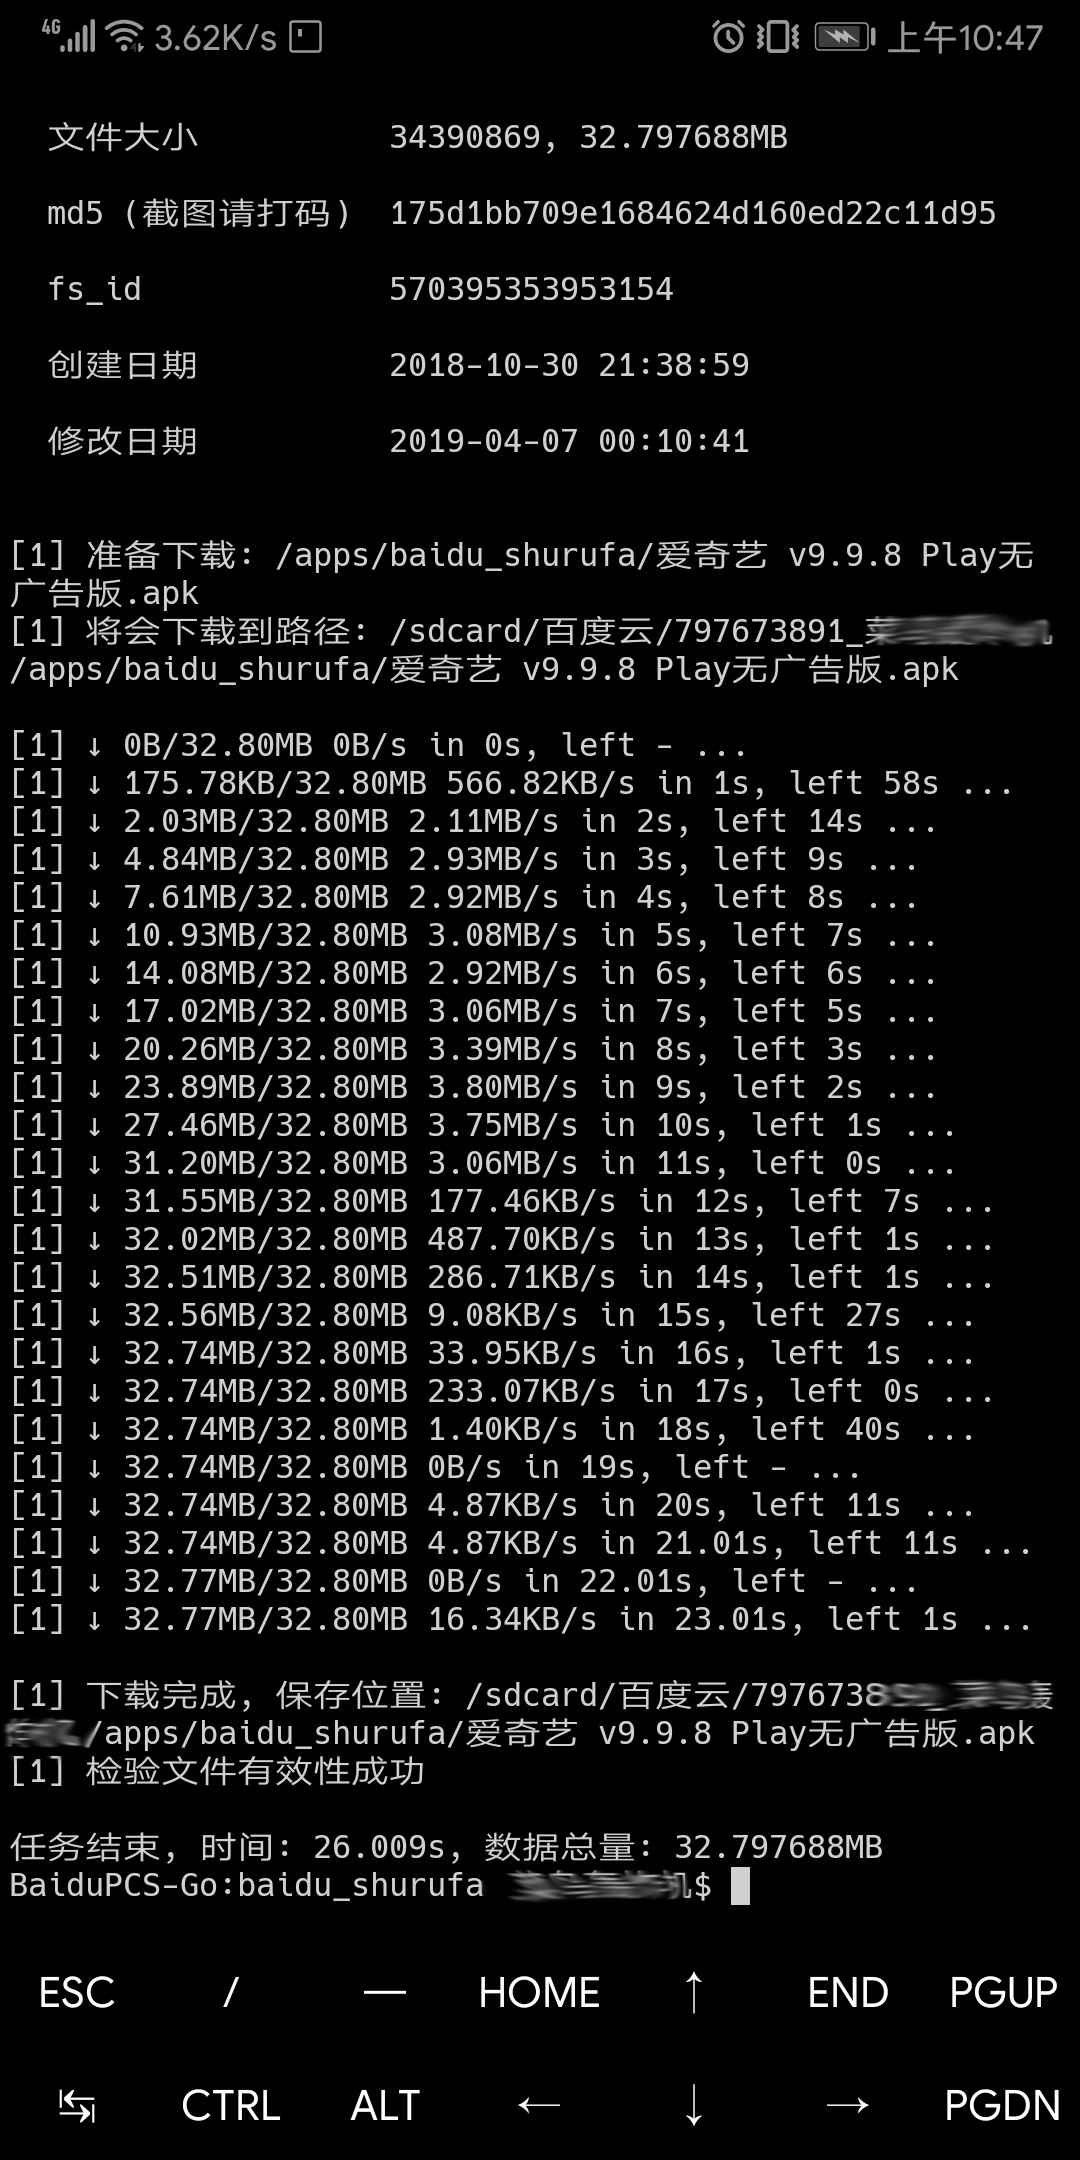 4G 3.62K/s 上午10:47
文件大小 34390869, 32.797688MB
md5 (截图请打码) 175d1bb709e1684624d160ed22c11d95
fs_id 570395353953154
创建日期 2018-10-30 21:38:59
修改日期 2019-04-07 00:10:41
[1] 准备下载: /apps/baidu_shurufa/爱奇艺 v9.9.8 Play无
广告版.apk
[1] 将会下载到路径: /sdcard/百度云/797673891_
/apps/baidu_shurufa/爱奇艺 v9.9.8 Play无广告版.apk
[1] ↓ 0B/32.80MB 0B/s in 0s, left - ...
[1] ↓ 175.78KB/32.80MB 566.82KB/s in 1s, left 58s ...
[1] ↓ 2.03MB/32.80MB 2.11MB/s in 2s, left 14s ...
[1] ↓ 4.84MB/32.80MB 2.93MB/s in 3s, left 9s ...
[1] ↓ 7.61MB/32.80MB 2.92MB/s in 4s, left 8s ...
[1] ↓ 10.93MB/32.80MB 3.08MB/s in 5s, left 7s ...
[1] ↓ 14.08MB/32.80MB 2.92MB/s in 6s, left 6s ...
[1] ↓ 17.02MB/32.80MB 3.06MB/s in 7s, left 5s ...
[1] ↓ 20.26MB/32.80MB 3.39MB/s in 8s, left 3s ...
[1] ↓ 23.89MB/32.80MB 3.80MB/s in 9s, left 2s ...
[1] ↓ 27.46MB/32.80MB 3.75MB/s in 10s, left 1s ...
[1] ↓ 31.20MB/32.80MB 3.06MB/s in 11s, left 0s ...
[1] ↓ 31.55MB/32.80MB 177.46KB/s in 12s, left 7s ...
[1] ↓ 32.02MB/32.80MB 487.70KB/s in 13s, left 1s ...
[1] ↓ 32.51MB/32.80MB 286.71KB/s in 14s, left 1s ...
[1] ↓ 32.56MB/32.80MB 9.08KB/s in 15s, left 27s ...
[1] ↓ 32.74MB/32.80MB 33.95KB/s in 16s, left 1s ...
[1] ↓ 32.74MB/32.80MB 233.07KB/s in 17s, left 0s ...
[1] ↓ 32.74MB/32.80MB 1.40KB/s in 18s, left 40s ...
[1] ↓ 32.74MB/32.80MB 0B/s in 19s, left - ...
[1] ↓ 32.74MB/32.80MB 4.87KB/s in 20s, left 11s ...
[1] ↓ 32.74MB/32.80MB 4.87KB/s in 21.01s, left 11s ...
[1] ↓ 32.77MB/32.80MB 0B/s in 22.01s, left - ...
[1] ↓ 32.77MB/32.80MB 16.34KB/s in 23.01s, left 1s ...
[1] 下载完成, 保存位置: /sdcard/百度云/797673
/apps/baidu_shurufa/爱奇艺 v9.9.8 Play无广告版.apk
[1] 检验文件有效性成功
任务结束, 时间: 26.009s, 数据总量: 32.797688MB
BaiduPCS-Go:baidu_shurufa $
ESC / — HOME ↑ END PGUP
↹ CTRL ALT ← ↓ → PGDN